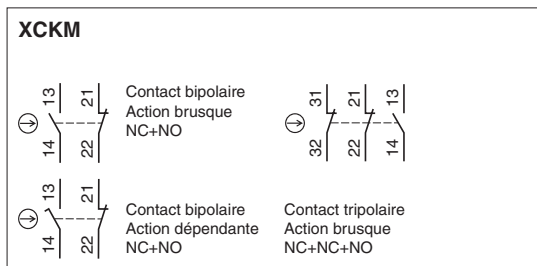 XCKM
13 21
14 22
Contact bipolaire
Action brusque
NC+NO
31 21 13
32 22 14
13 21
14 22
Contact bipolaire
Action dépendante
NC+NO
Contact tripolaire
Action brusque
NC+NC+NO